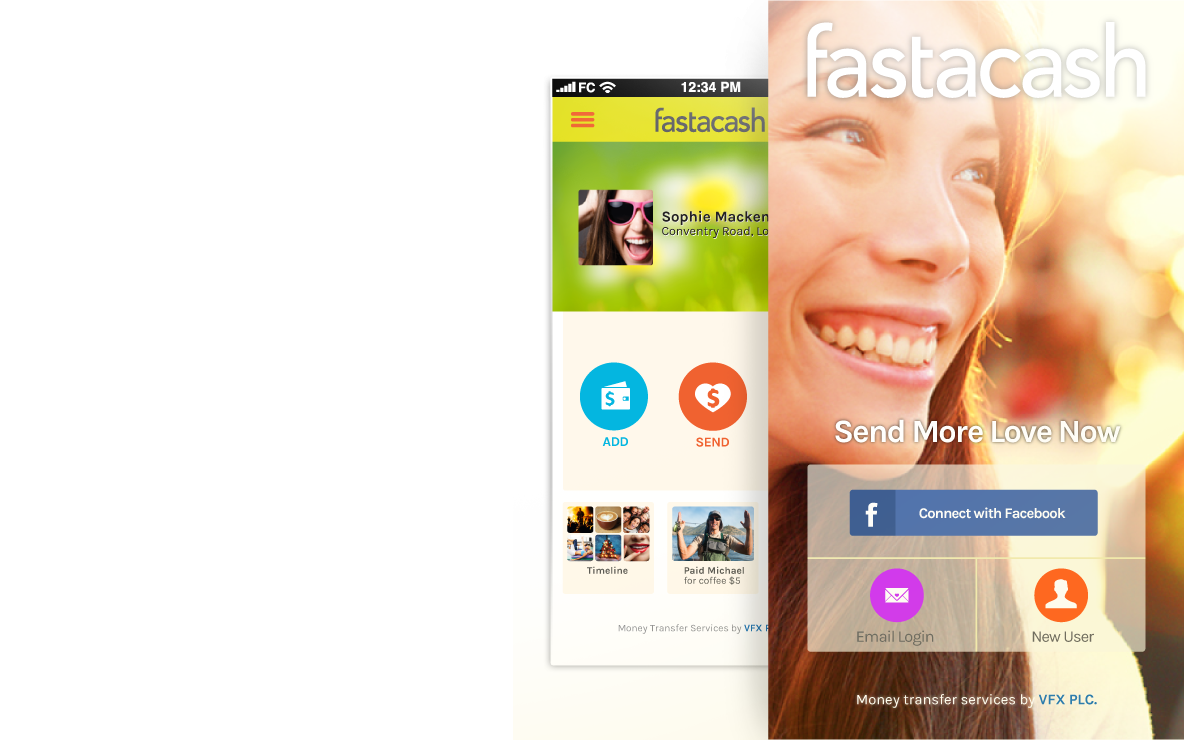 FC 12:34 PM
fastacash
Sophie Macken
Conventry Road, Lo
$ $
ADD SEND
Timeline
Paid Michael
for coffee $5
Money Transfer Services by VFX P
fastacash
Send More Love Now
f Connect with Facebook
Email Login New User
Money transfer services by VFX PLC.